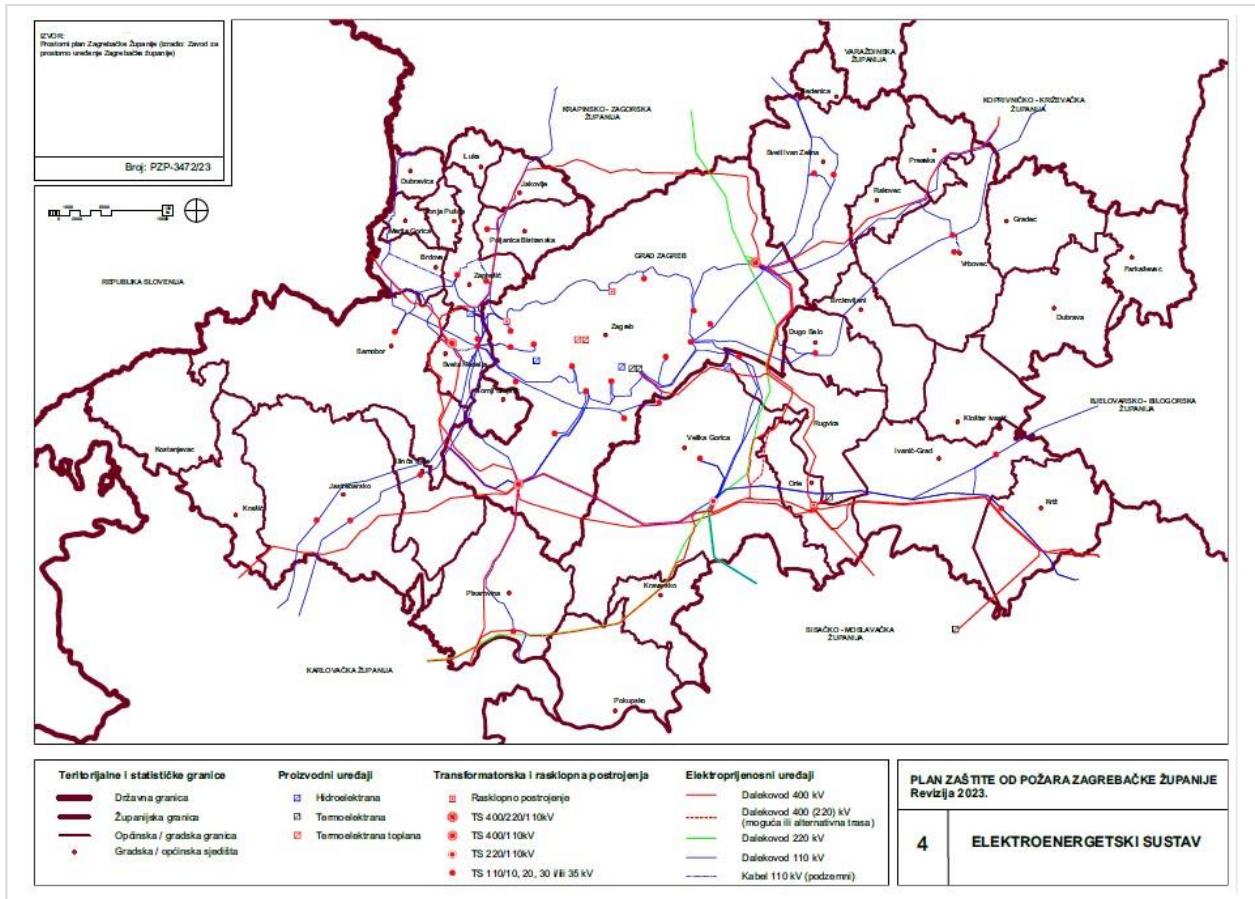 IZVOR:
Prostorni plan Zagrebačke Županije (izradio: Zavod za
prostorno uređenje Zagrebačke županije)
Broj: PZP-3472/23
VARAŽDINSKA
ŽUPANIJA
KRAPINSKO - ZAGORSKA
ŽUPANIJA
KOPRIVNIČKO - KRIŽEVAČKA
ŽUPANIJA
Bedenica
Sveti Ivan Zelina
Preseka
Luka
Dubravica
Jakovlje
Rakovec
Gradec
Marija Gorica
Pušća
Bistranska
Brdovec
Zaprešić
GRAD ZAGREB
Vrbovec
Farkaševac
REPUBLIKA SLOVENIJA
Brckovljani
Dubrava
Zagreb
Dugo Selo
Samobor
Sveta Nedelja
BJELOVARSKO - BILOGORSKA
ŽUPANIJA
Rugvica
Kloštar Ivanić
Velika Gorica
Ivanić-Grad
Klinča Sela
Jastrebarsko
Orle
Križ
Krašić
Pisarovina
Kravarsko
SISAČKO - MOSLAVAČKA
ŽUPANIJA
KARLOVAČKA ŽUPANIJA
Pokupsko
Teritorijalne i statističke granice
Državna granica
Županijska granica
Općinska / gradska granica
Gradska / općinska sjedišta
Proizvodni uređaji
Hidroelektrana
Termoelektrana
Termoelektrana toplana
Transformatorska i rasklopna postrojenja
Rasklopno postrojenje
TS 400/220/110kV
TS 400/110kV
TS 220/110kV
TS 110/10, 20, 30 i/ili 35 kV
Elektroprijenosni uređaji
Dalekovod 400 kV
Dalekovod 400 (220) kV
(moguća ili alternativna trasa)
Dalekovod 220 kV
Dalekovod 110 kV
Kabel 110 kV (podzemni)
PLAN ZAŠTITE OD POŽARA ZAGREBAČKE ŽUPANIJE
Revizija 2023.
4 ELEKTROENERGETSKI SUSTAV